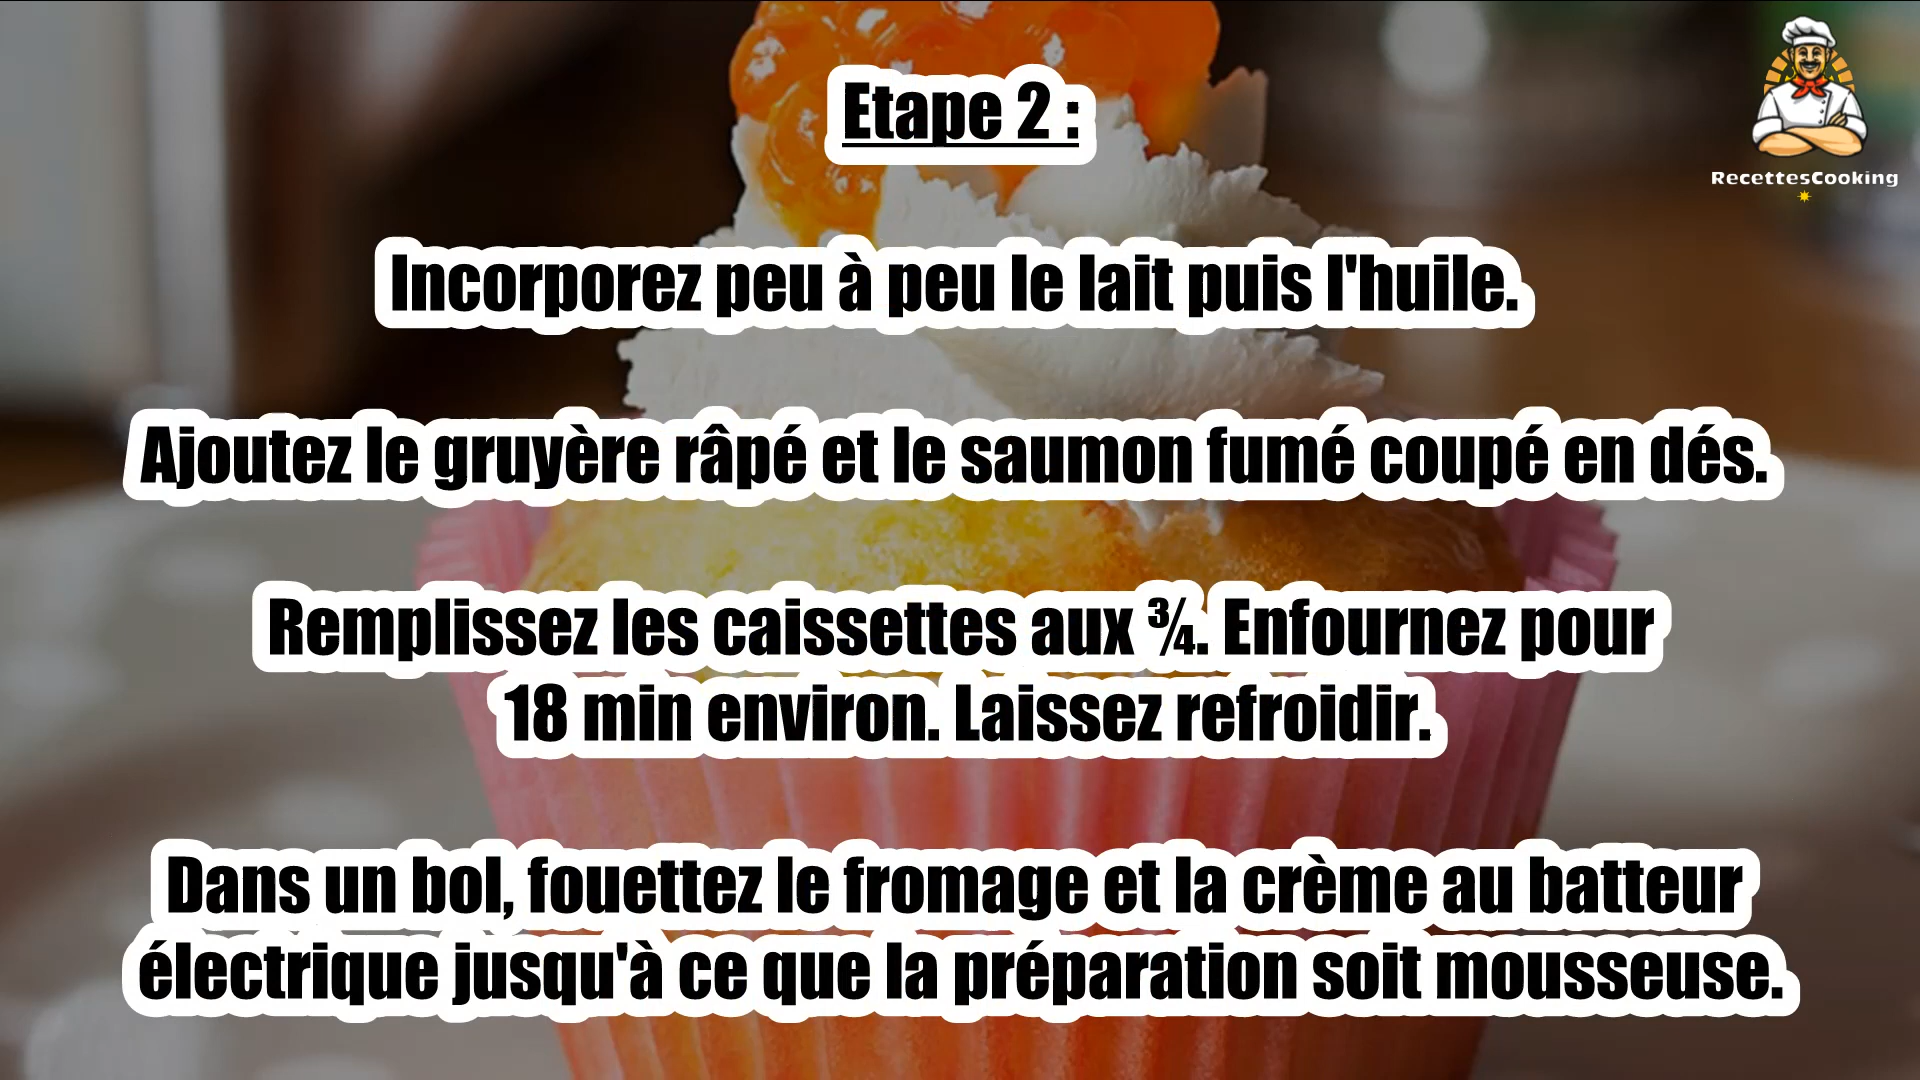 Etape 2 :
RecettesCooking
Incorporez peu à peu le lait puis l'huile.
Ajoutez le gruyère râpé et le saumon fumé coupé en dés.
Remplissez les caissettes aux ¾. Enfournez pour
18 min environ. Laissez refroidir.
Dans un bol, fouettez le fromage et la crème au batteur
électrique jusqu'à ce que la préparation soit mousseuse.